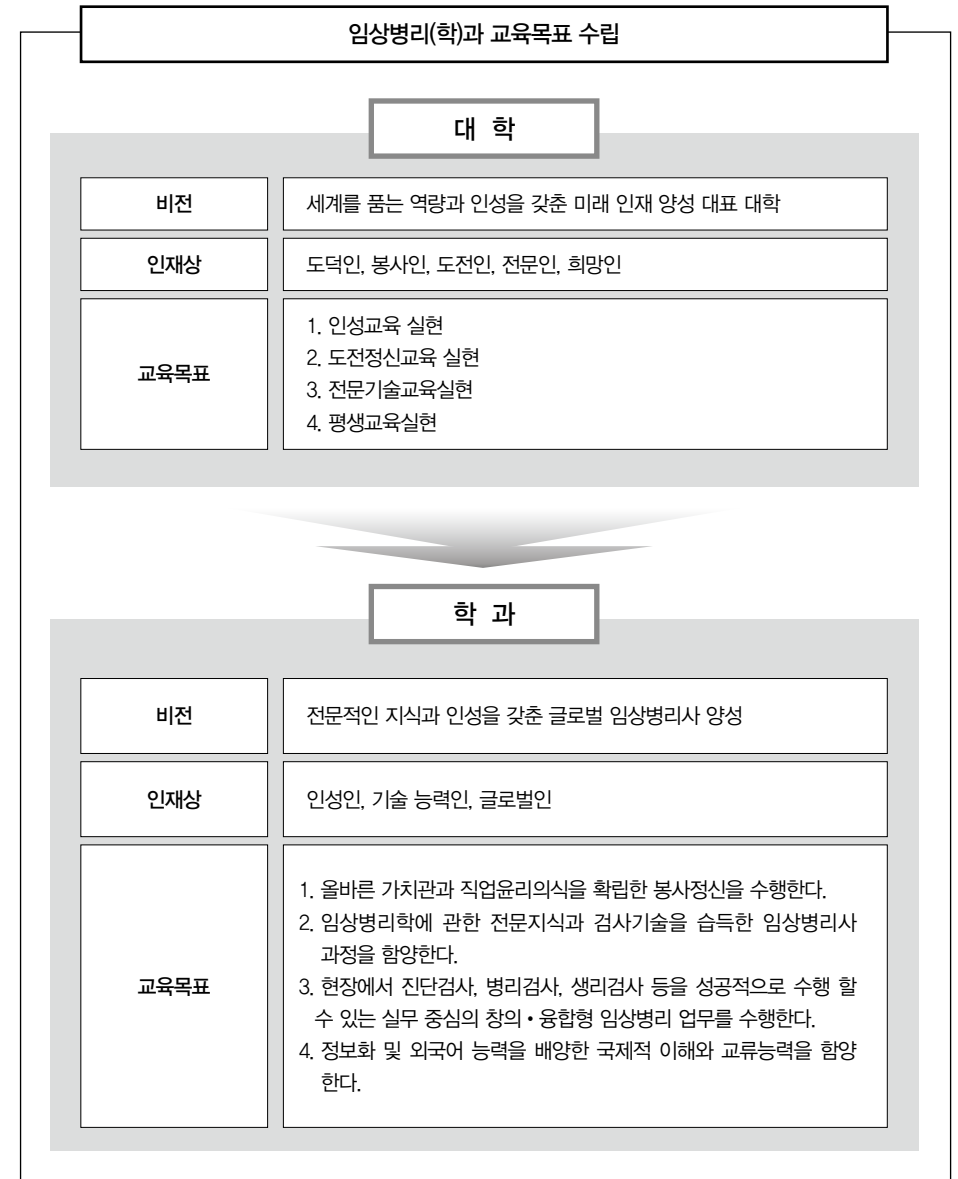 임상병리(학)과 교육목표 수립
대 학
비전
세계를 품는 역량과 인성을 갖춘 미래 인재 양성 대표 대학
인재상
도덕인, 봉사인, 도전인, 전문인, 희망인
교육목표
1. 인성교육 실현
2. 도전정신교육 실현
3. 전문기술교육실현
4. 평생교육실현
학 과
비전
전문적인 지식과 인성을 갖춘 글로벌 임상병리사 양성
인재상
인성인, 기술 능력인, 글로벌인
교육목표
1. 올바른 가치관과 직업윤리의식을 확립한 봉사정신을 수행한다.
2. 임상병리학에 관한 전문지식과 검사기술을 습득한 임상병리사
과정을 함양한다.
3. 현장에서 진단검사, 병리검사, 생리검사 등을 성공적으로 수행 할
수 있는 실무 중심의 창의•융합형 임상병리 업무를 수행한다.
4. 정보화 및 외국어 능력을 배양한 국제적 이해와 교류능력을 함양
한다.